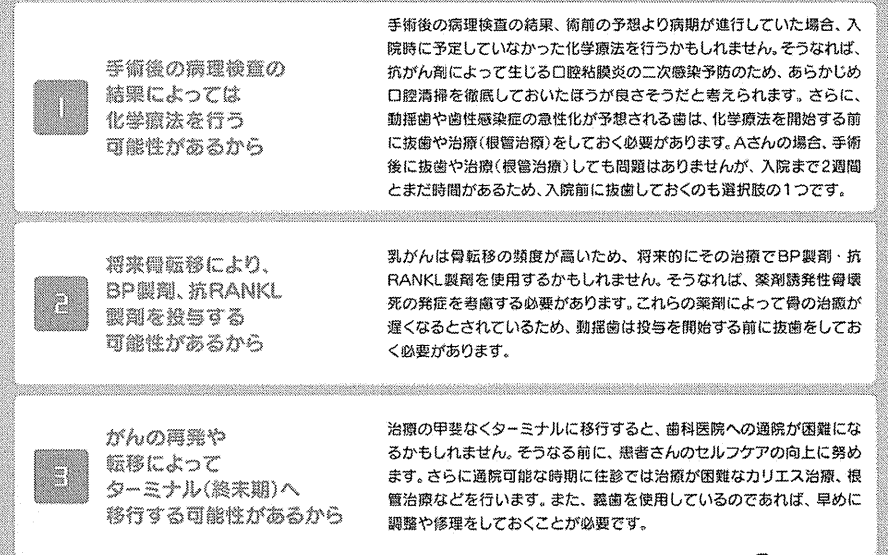 1
手術後の病理検査の
結果によっては
化学療法を行う
可能性があるから
手術後の病理検査の結果、術前の予想より病期が進行していた場合、入
院時に予定していなかった化学療法を行うかもしれません。そうなれば、
抗がん剤によって生じる口腔粘膜炎の二次感染予防のため、あらかじめ
口腔清掃を徹底しておいたほうが良さそうだと考えられます。さらに、
動揺歯や歯性感染症の急性化が予想される歯は、化学療法を開始する前
に抜歯や治療(根管治療)をしておく必要があります。Aさんの場合、手術
後に抜歯や治療(根管治療)しても問題はありませんが、入院まで2週間
とまだ時間があるため、入院前に抜歯しておくのも選択肢の1つです。
2
将来骨転移により、
BP製剤、抗RANKL
製剤を投与する
可能性があるから
乳がんは骨転移の頻度が高いため、将来的にその治療でBP製剤・抗
RANKL製剤を使用するかもしれません。そうなれば、薬剤誘発性骨壊
死の発症を考慮する必要があります。これらの薬剤によって骨の治癒が
遅くなるとされているため、動揺歯は投与を開始する前に抜歯をしてお
く必要があります。
3
がんの再発や
転移によって
ターミナル(終末期)へ
移行する可能性があるから
治療の甲斐なくターミナルに移行すると、歯科医院への通院が困難にな
るかもしれません。そうなる前に、患者さんのセルフケアの向上に努め
ます。さらに通院可能な時期に往診では治療が困難なカリエス治療、根
管治療などを行います。また、義歯を使用しているのであれば、早めに
調整や修理をしておくことが必要です。